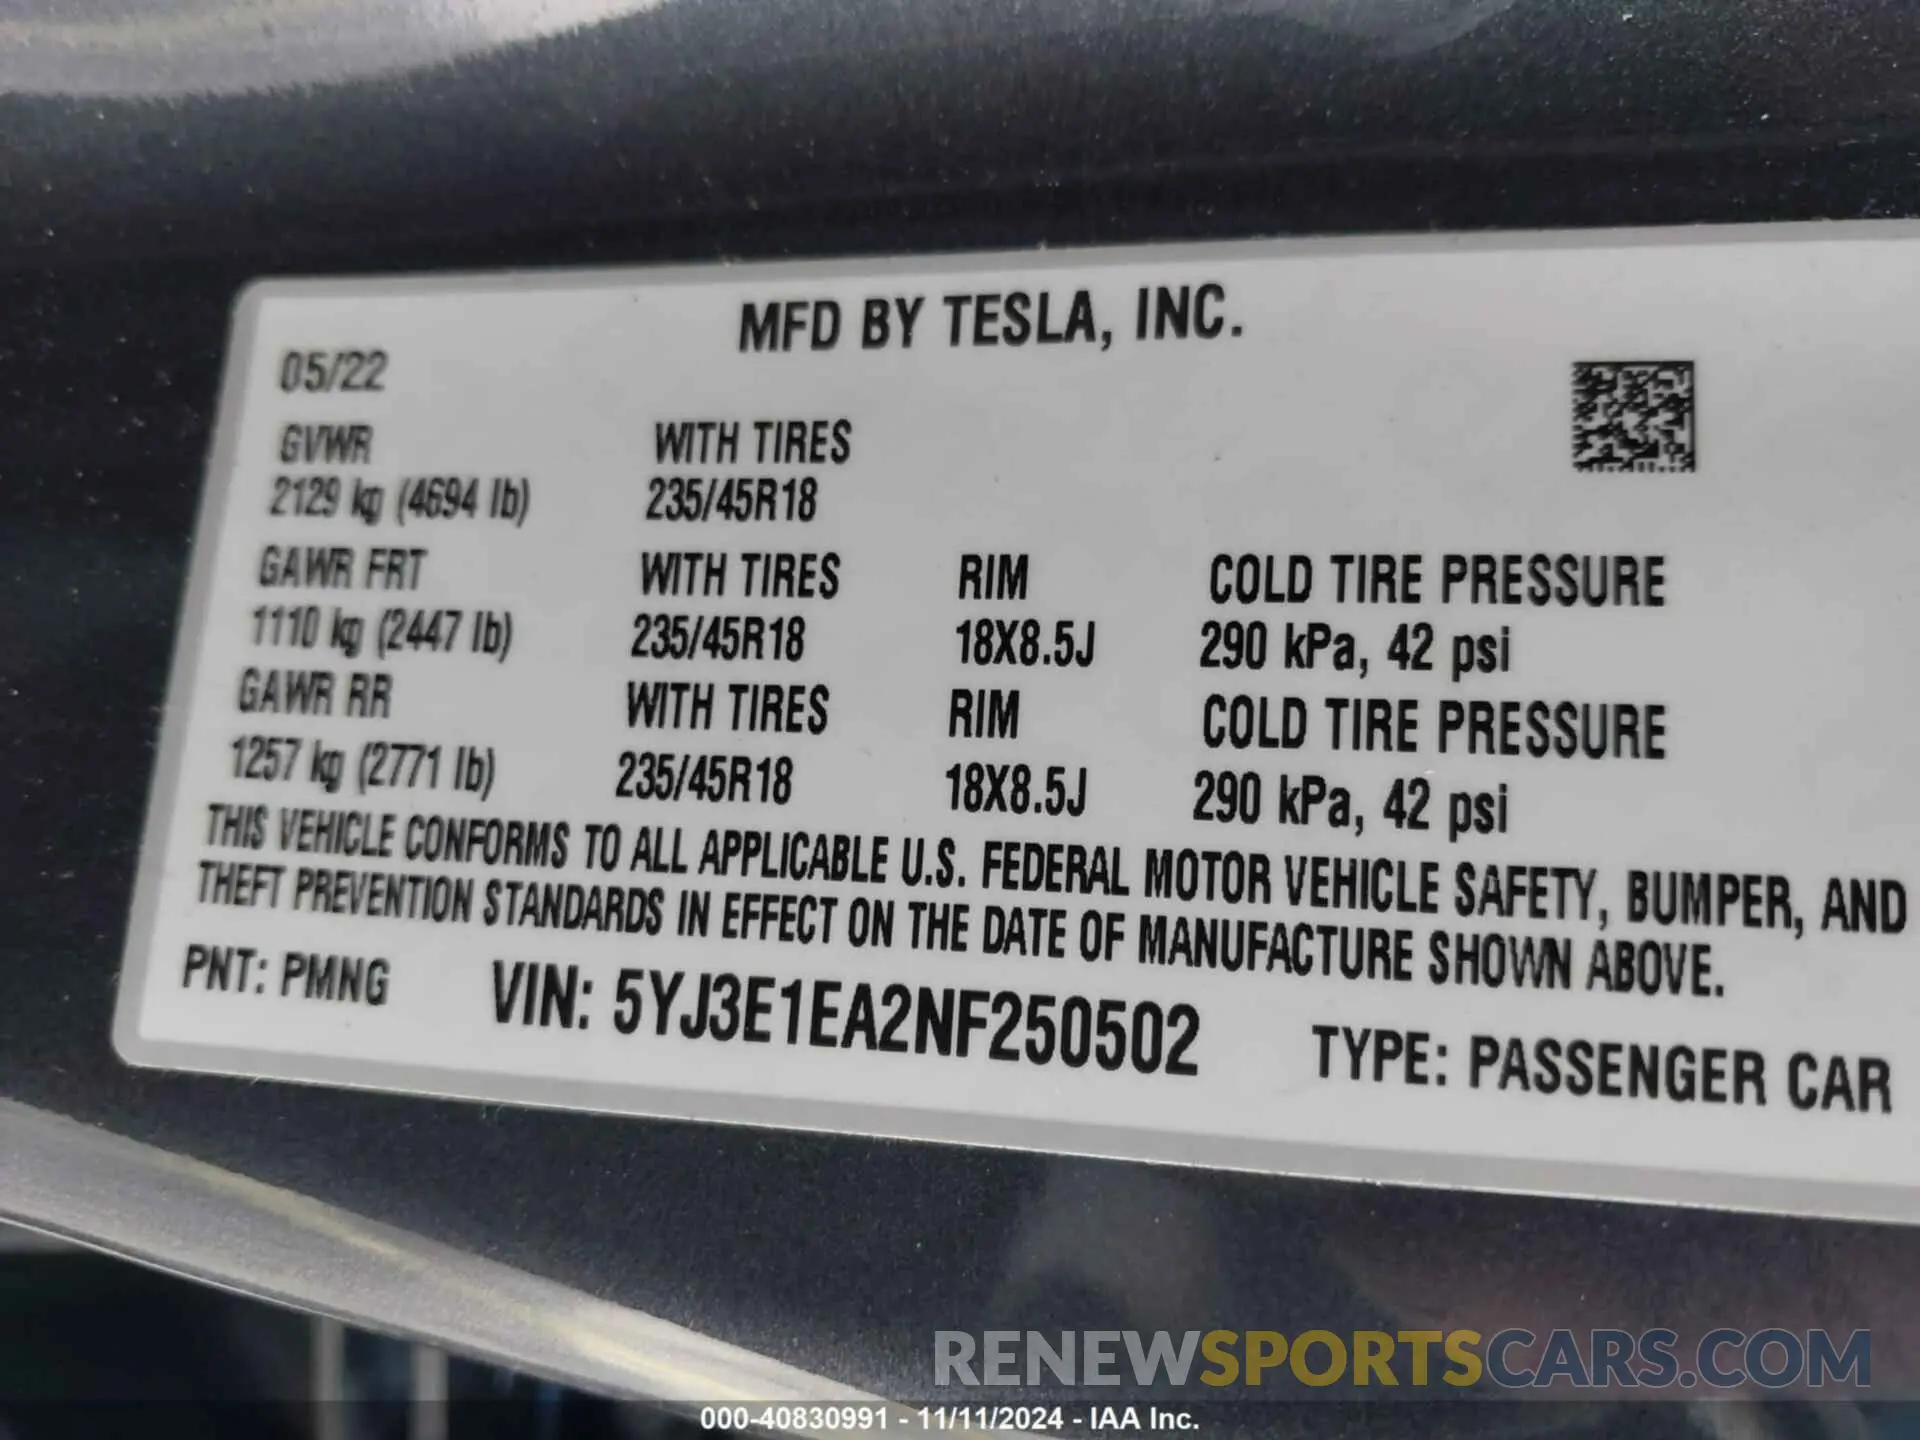 MFD BY TESLA, INC.
05/22
GVWR WITH TIRES
2129 kg (4694 lb) 235/45R18
GAWR FRT WITH TIRES RIM COLD TIRE PRESSURE
1110 kg (2447 lb) 235/45R18 18X8.5J 290 kPa, 42 psi
GAWR RR WITH TIRES RIM COLD TIRE PRESSURE
1257 kg (2771 lb) 235/45R18 18X8.5J 290 kPa, 42 psi
THIS VEHICLE CONFORMS TO ALL APPLICABLE U.S. FEDERAL MOTOR VEHICLE SAFETY, BUMPER, AND
THEFT PREVENTION STANDARDS IN EFFECT ON THE DATE OF MANUFACTURE SHOWN ABOVE.
PNT: PMNG VIN: 5YJ3E1EA2NF250502 TYPE: PASSENGER CAR
RENEWSPORTSCARS.COM
000-40830991 - 11/11/2024 - IAA Inc.